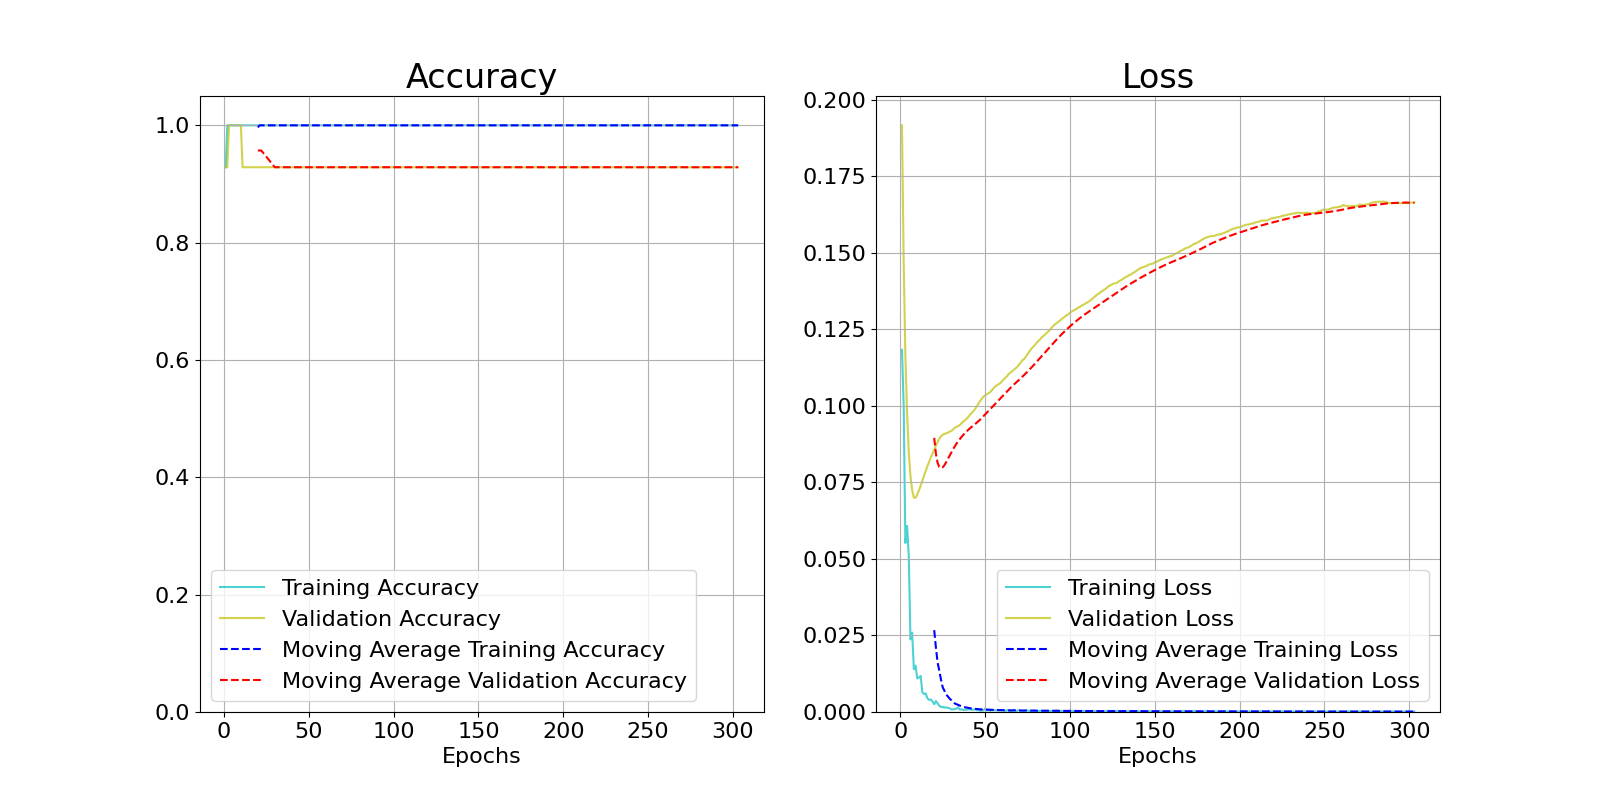 Accuracy
1.0
0.8
0.6
0.4
0.2
0.0
0 50 100 150 200 250 300
Epochs
Training Accuracy
Validation Accuracy
Moving Average Training Accuracy
Moving Average Validation Accuracy
Loss
0.200
0.175
0.150
0.125
0.100
0.075
0.050
0.025
0.000
0 50 100 150 200 250 300
Epochs
Training Loss
Validation Loss
Moving Average Training Loss
Moving Average Validation Loss